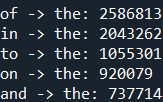 of -> the: 2586813
in -> the: 2043262
to -> the: 1055301
on -> the: 920079
and -> the: 737714